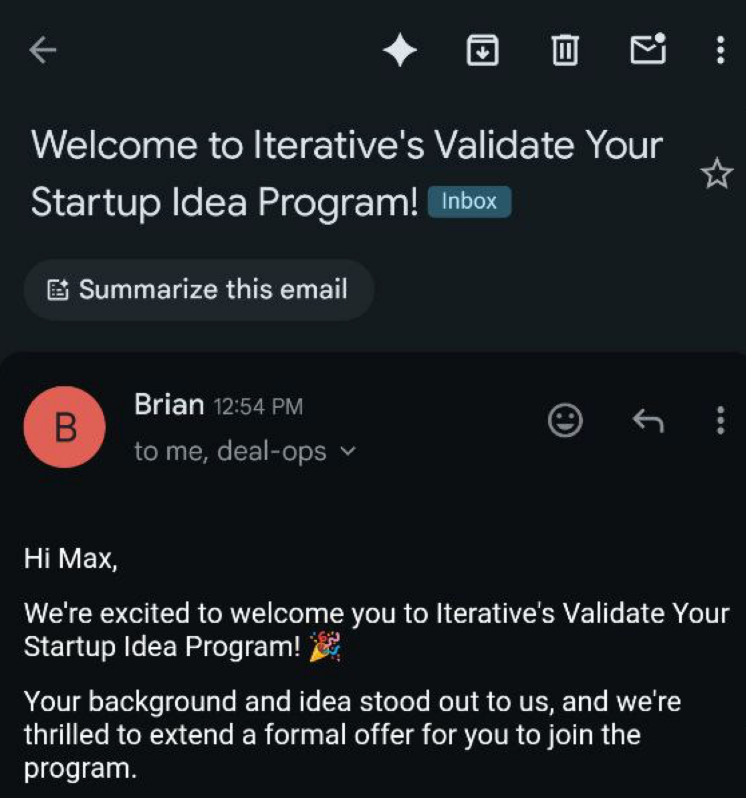 Welcome to Iterative's Validate Your
Startup Idea Program! Inbox
Summarize this email
B
Brian 12:54 PM
to me, deal-ops
Hi Max,
We're excited to welcome you to Iterative's Validate Your
Startup Idea Program! 🎉
Your background and idea stood out to us, and we're
thrilled to extend a formal offer for you to join the
program.